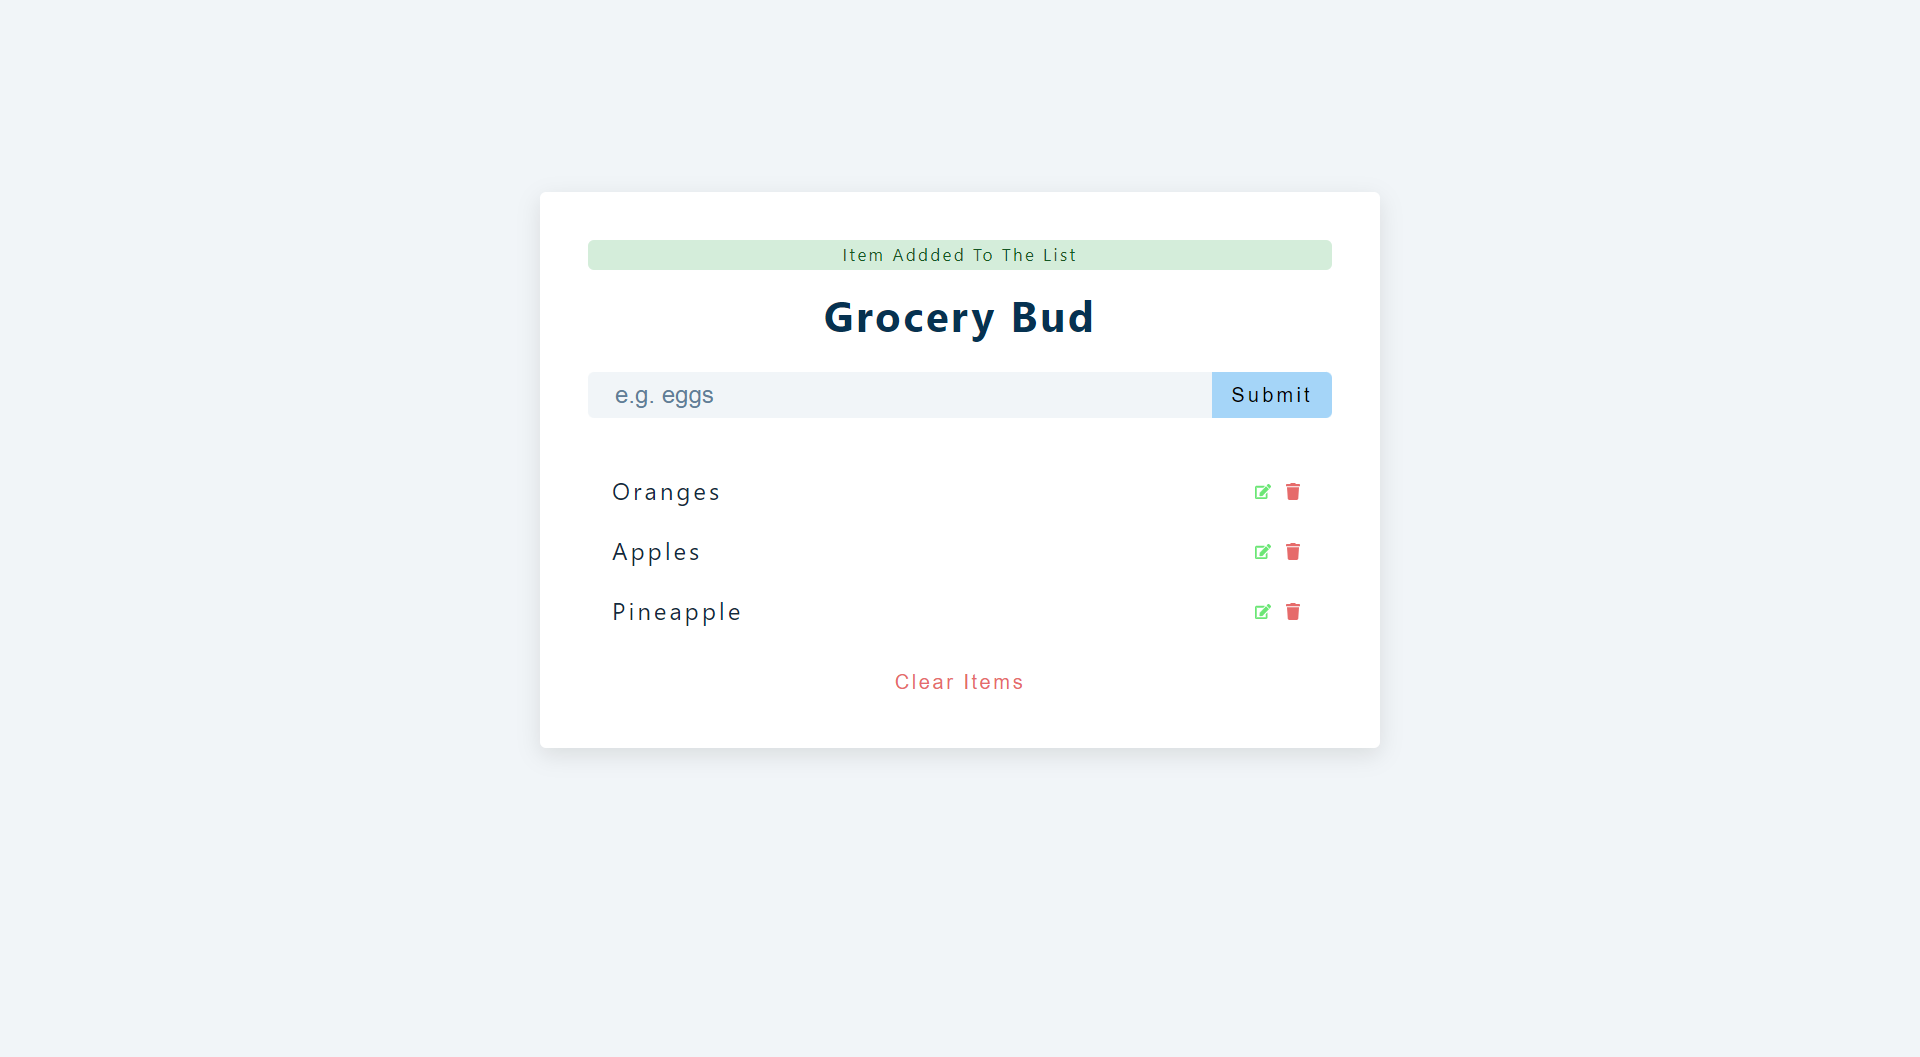 Item Addded To The List
Grocery Bud
e.g. eggs
Submit
Oranges
Apples
Pineapple
Clear Items